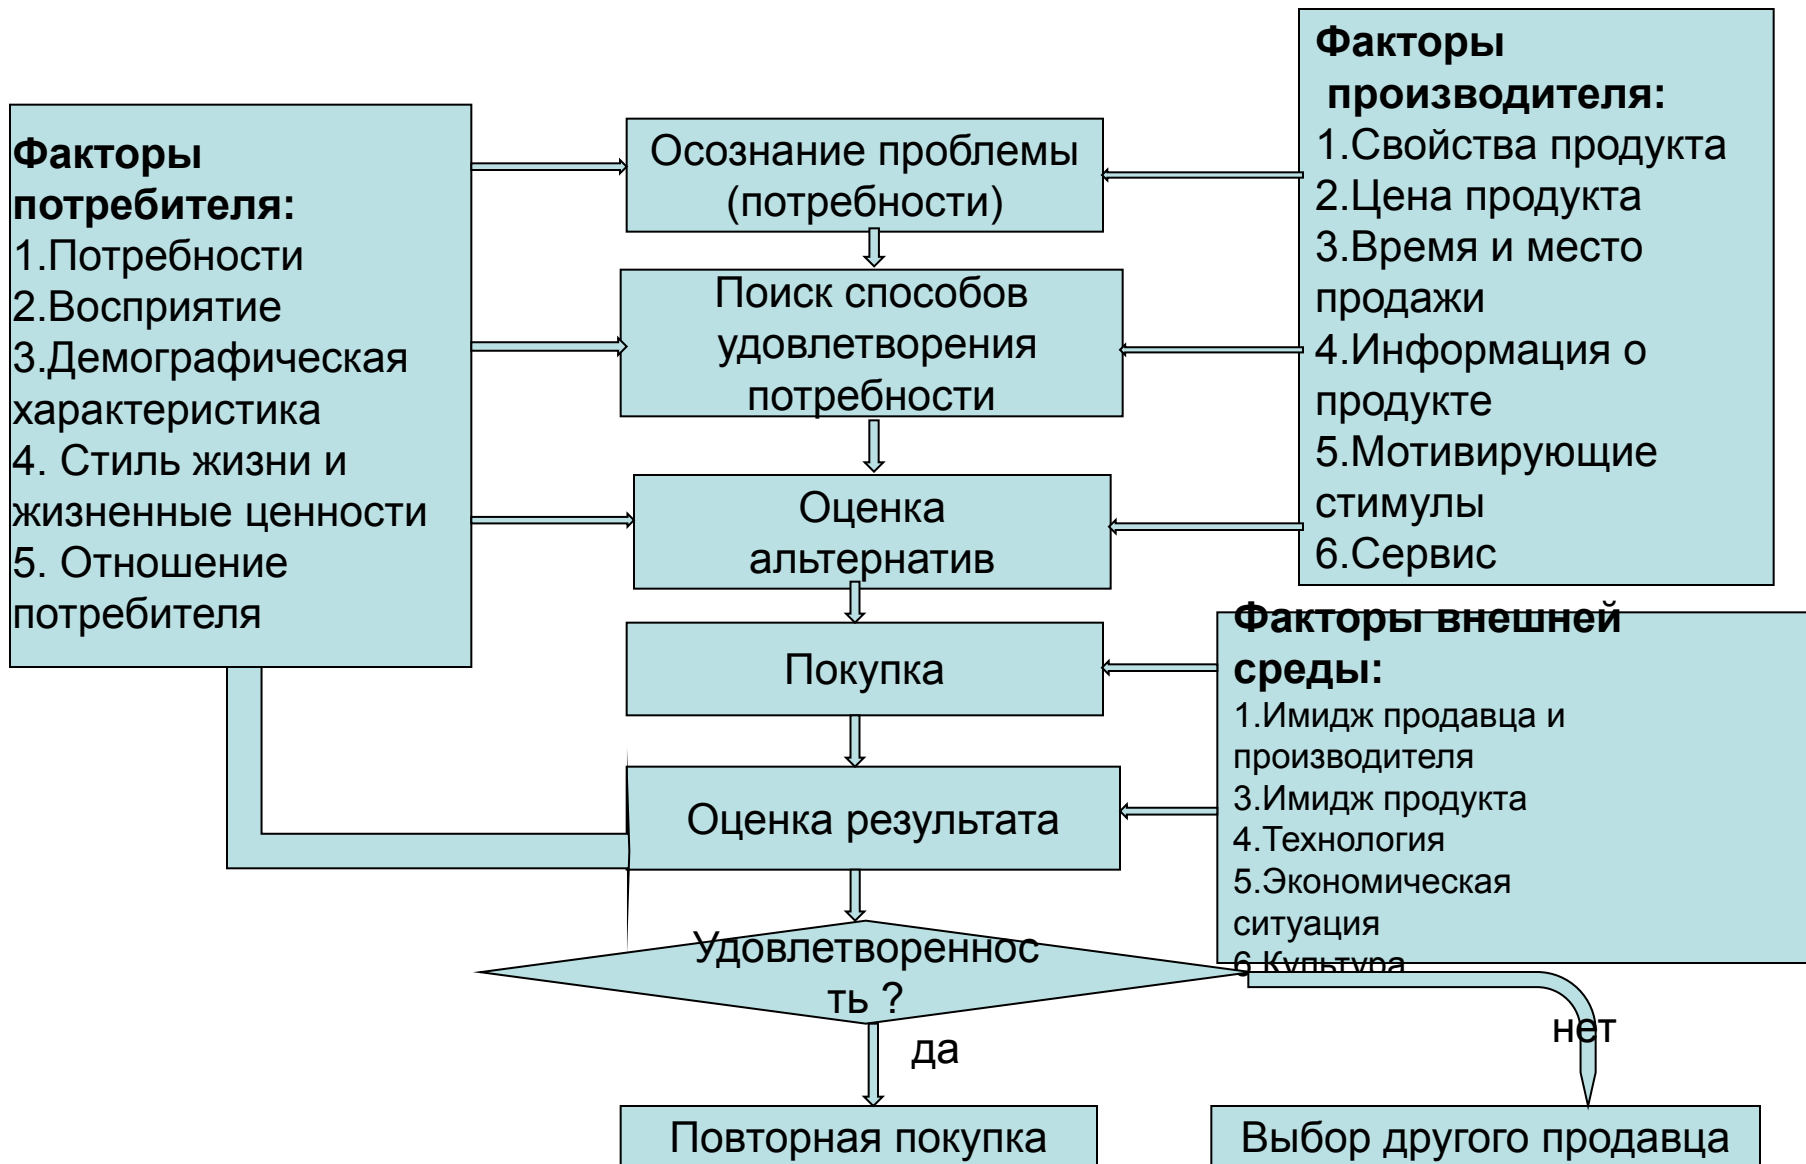 Факторы
потребителя:
1.Потребности
2.Восприятие
3.Демографическая
характеристика
4. Стиль жизни и
жизненные ценности
5. Отношение
потребителя
Осознание проблемы
(потребности)
Поиск способов
удовлетворения
потребности
Оценка
альтернатив
Покупка
Оценка результата
Удовлетвореннос
ть ?
да
нет
Повторная покупка
Выбор другого продавца
Факторы
производителя:
1.Свойства продукта
2.Цена продукта
3.Время и место
продажи
4.Информация о
продукте
5.Мотивирующие
стимулы
6.Сервис
Факторы внешней
среды:
1.Имидж продавца и
производителя
3.Имидж продукта
4.Технология
5.Экономическая
ситуация
6.Культура